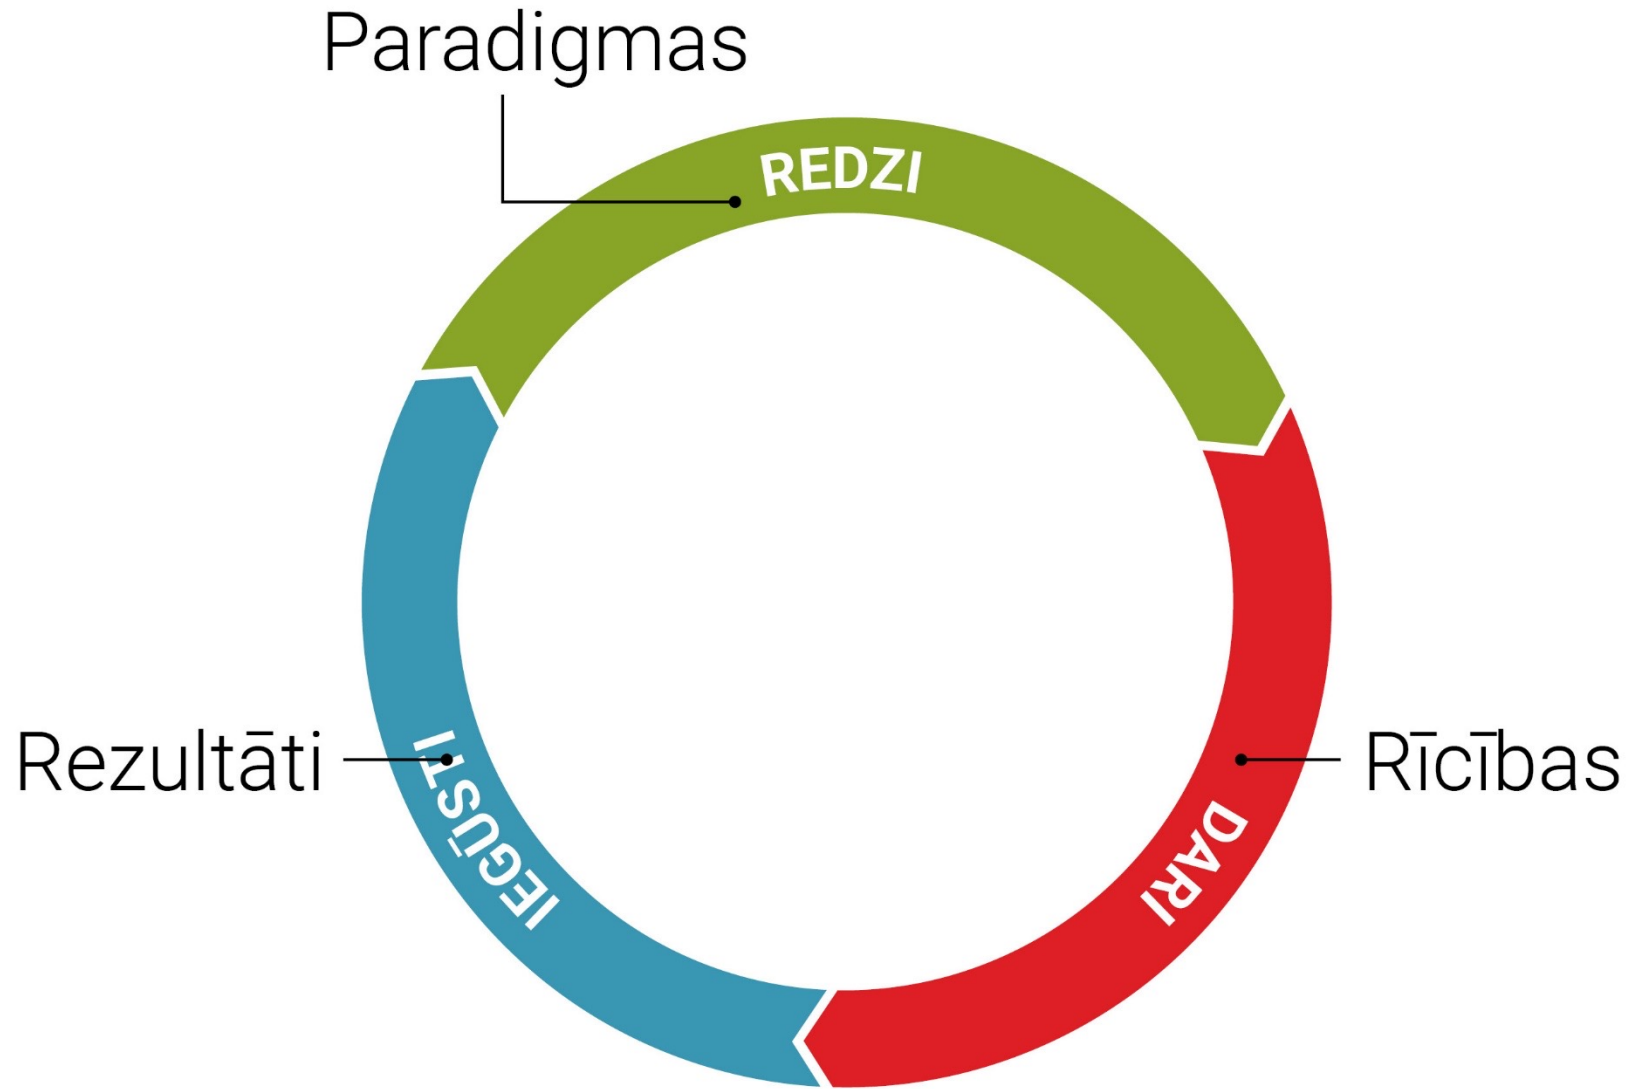 Paradigmas
REDZI
Rezultāti
Rīcības
IEGŪSTI
DARI